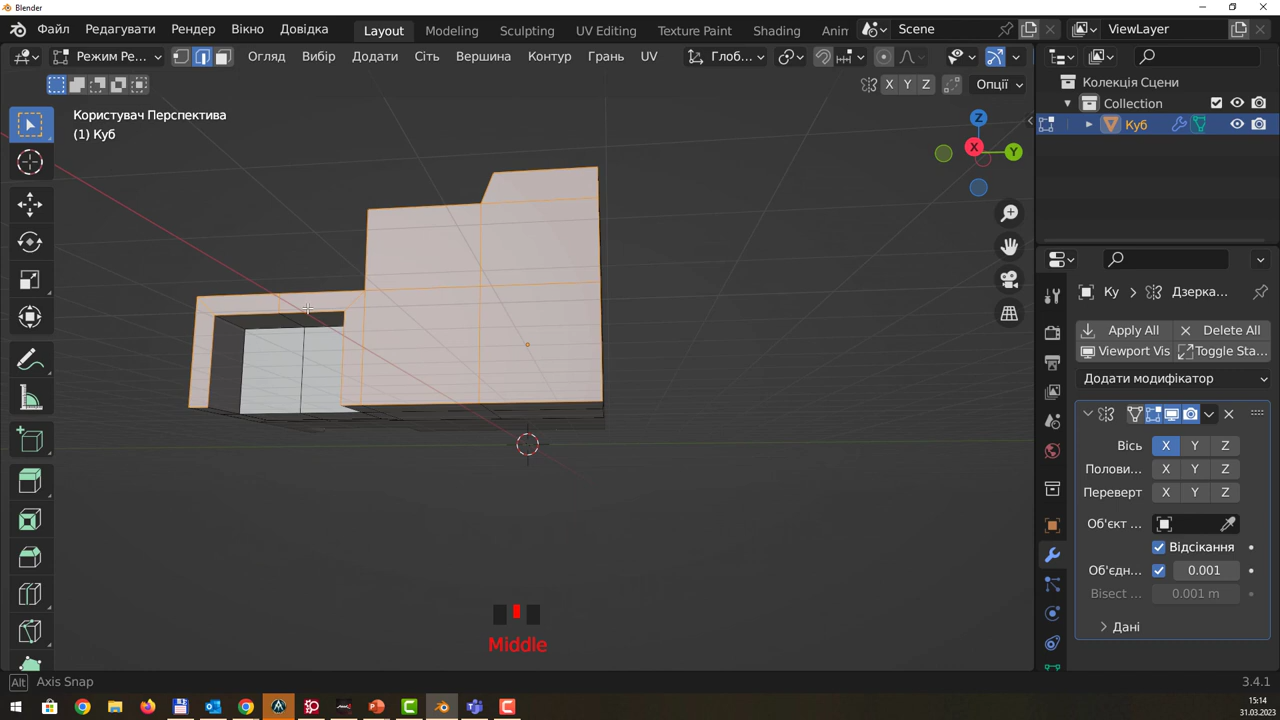 Blender
Файл Редагувати Рендер Вікно Довідка Layout Modeling Sculpting UV Editing Texture Paint Shading Anin Scene ViewLayer
Режим Ре... Огляд Вибір Додати Сіть Вершина Контур Грань UV Глоб...
X Y Z Опції
Користувач Перспектива
(1) Куб
Z
X
Y
Колекція Сцени
Collection
Куб
Ку > Дзерка...
Apply All Delete All
Viewport Vis Toggle Sta...
Додати модифікатор
Вісь X Y Z
Полови... X Y Z
Переверт X Y Z
Об'єкт ...
Відсікання
Об'єдн... 0.001
Bisect ... 0.001 m
Дані
Middle
Alt Axis Snap 3.4.1
15:14
31.03.2023